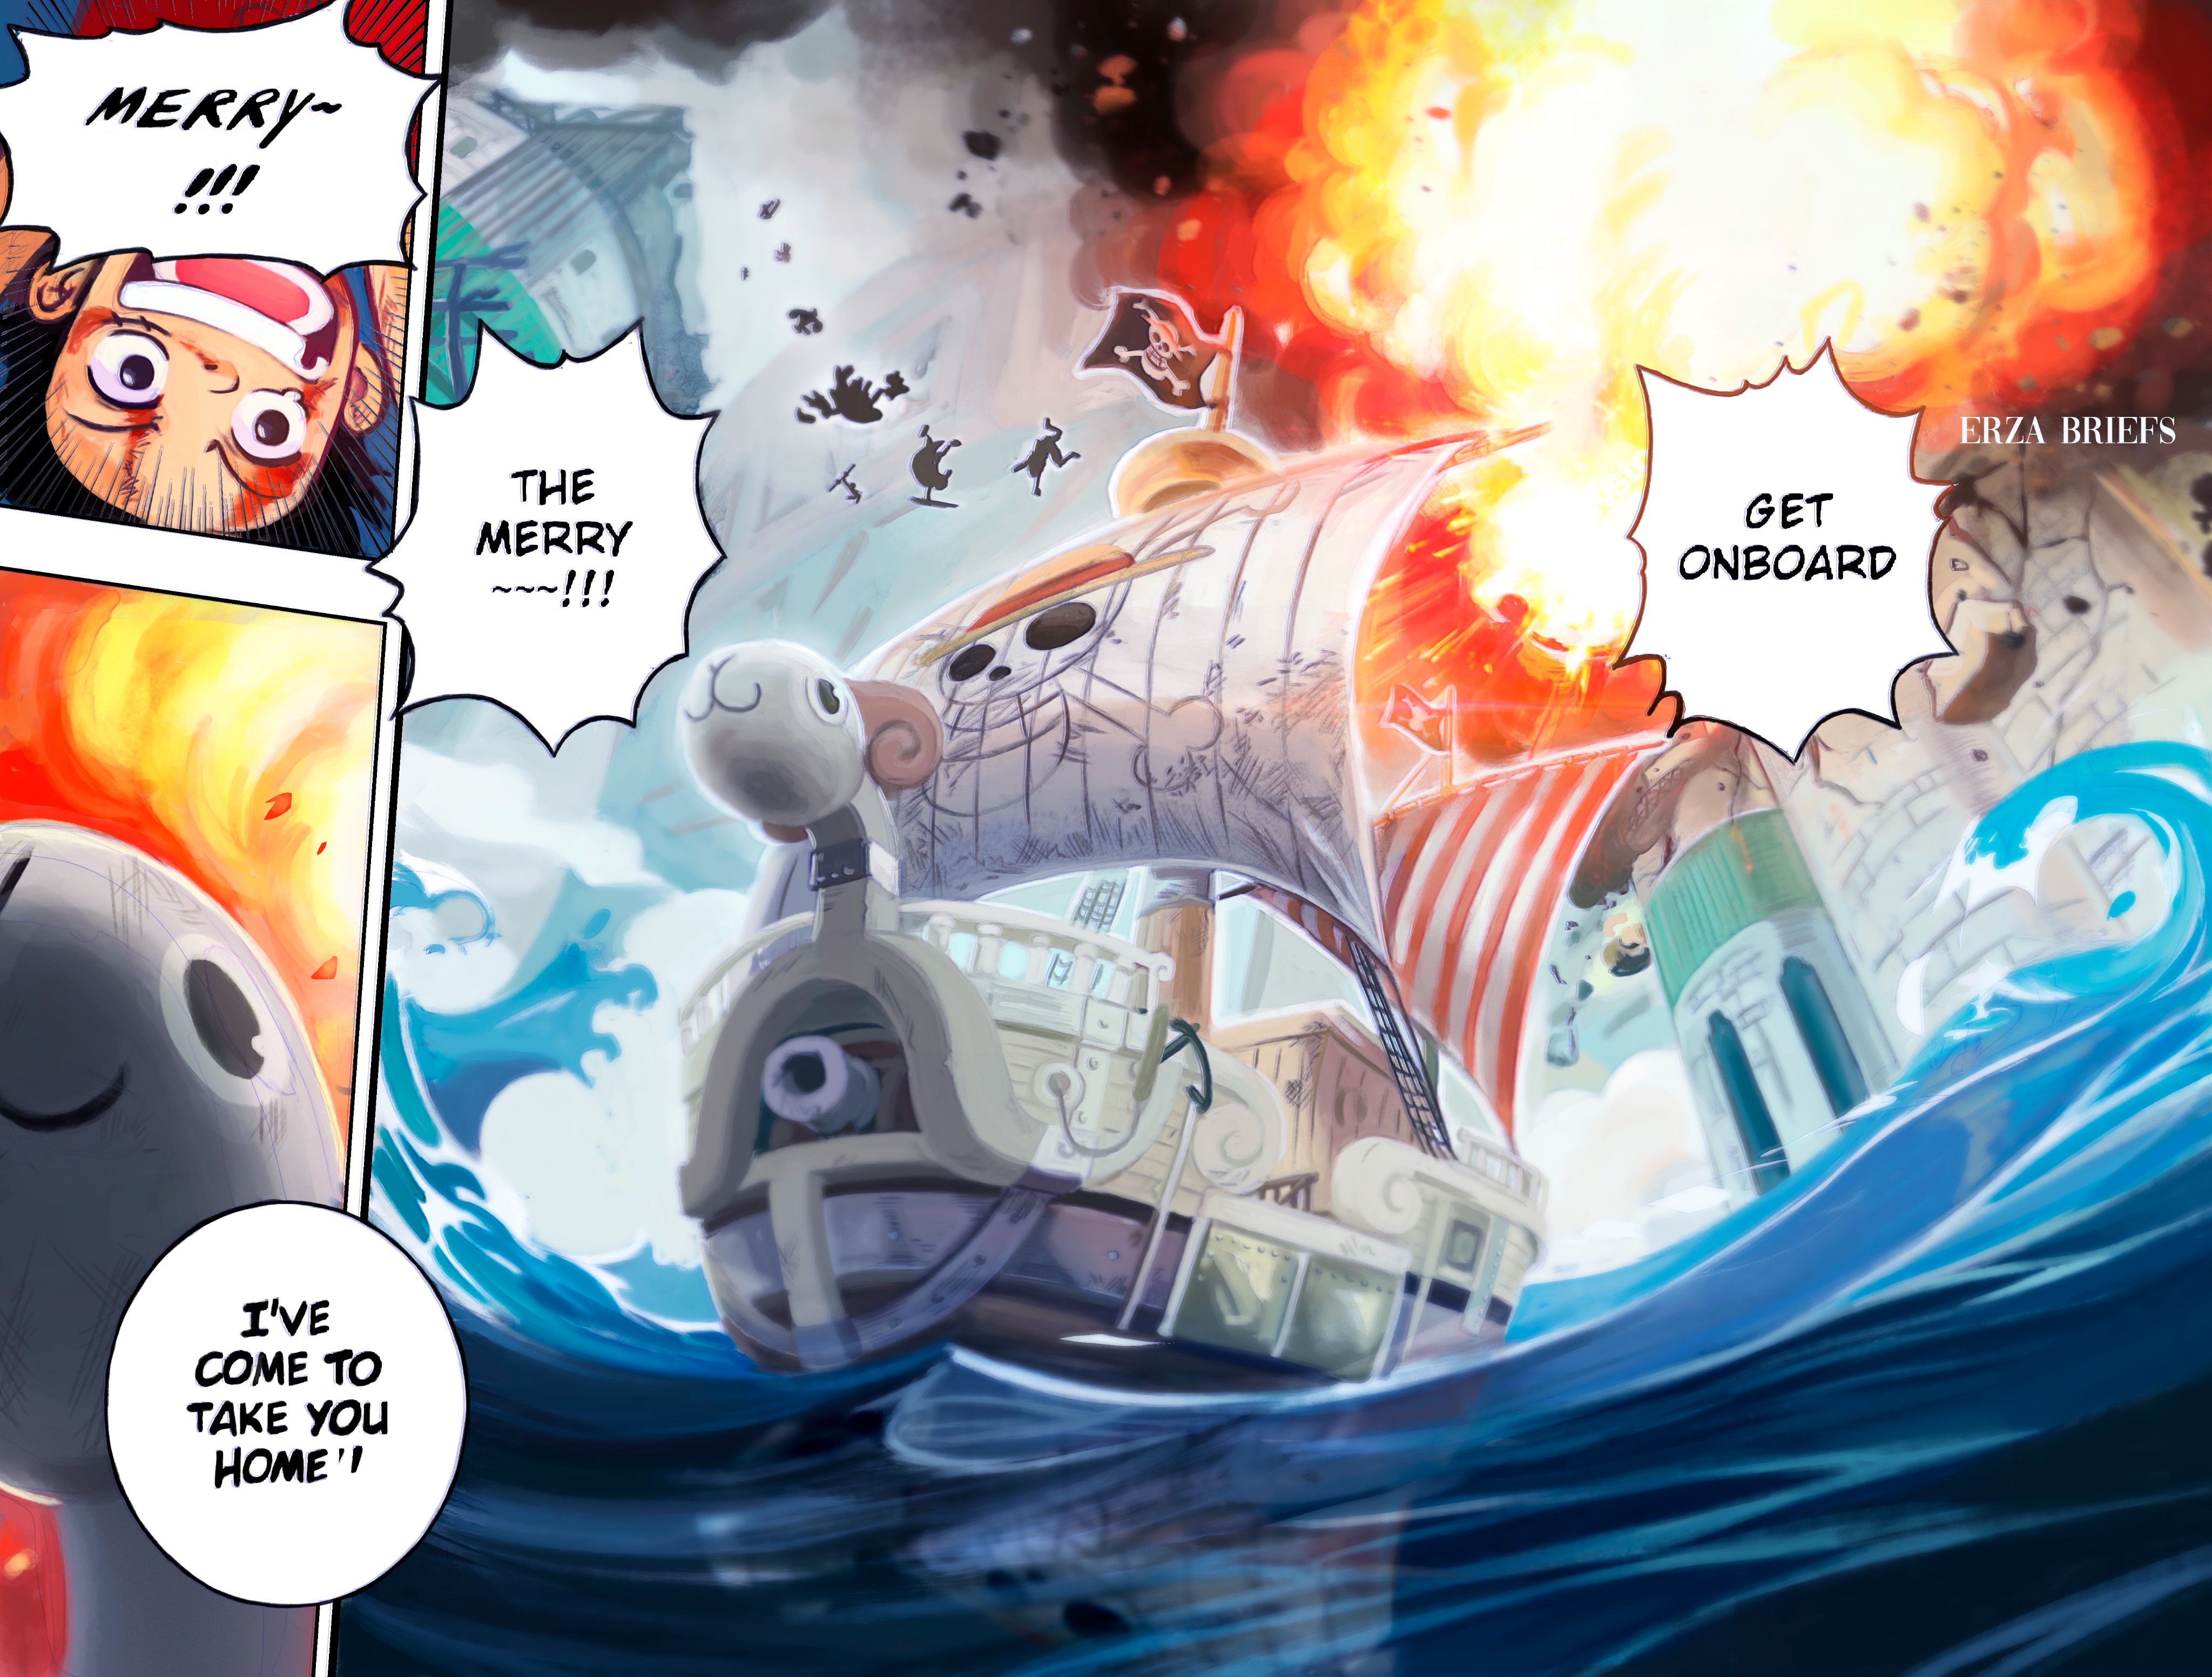 GET
ONBOARD
ERZA BRIEFS
THE
MERRY
~~~!!!
MERRY~
!!!
I'VE
COME TO
TAKE YOU
HOME''